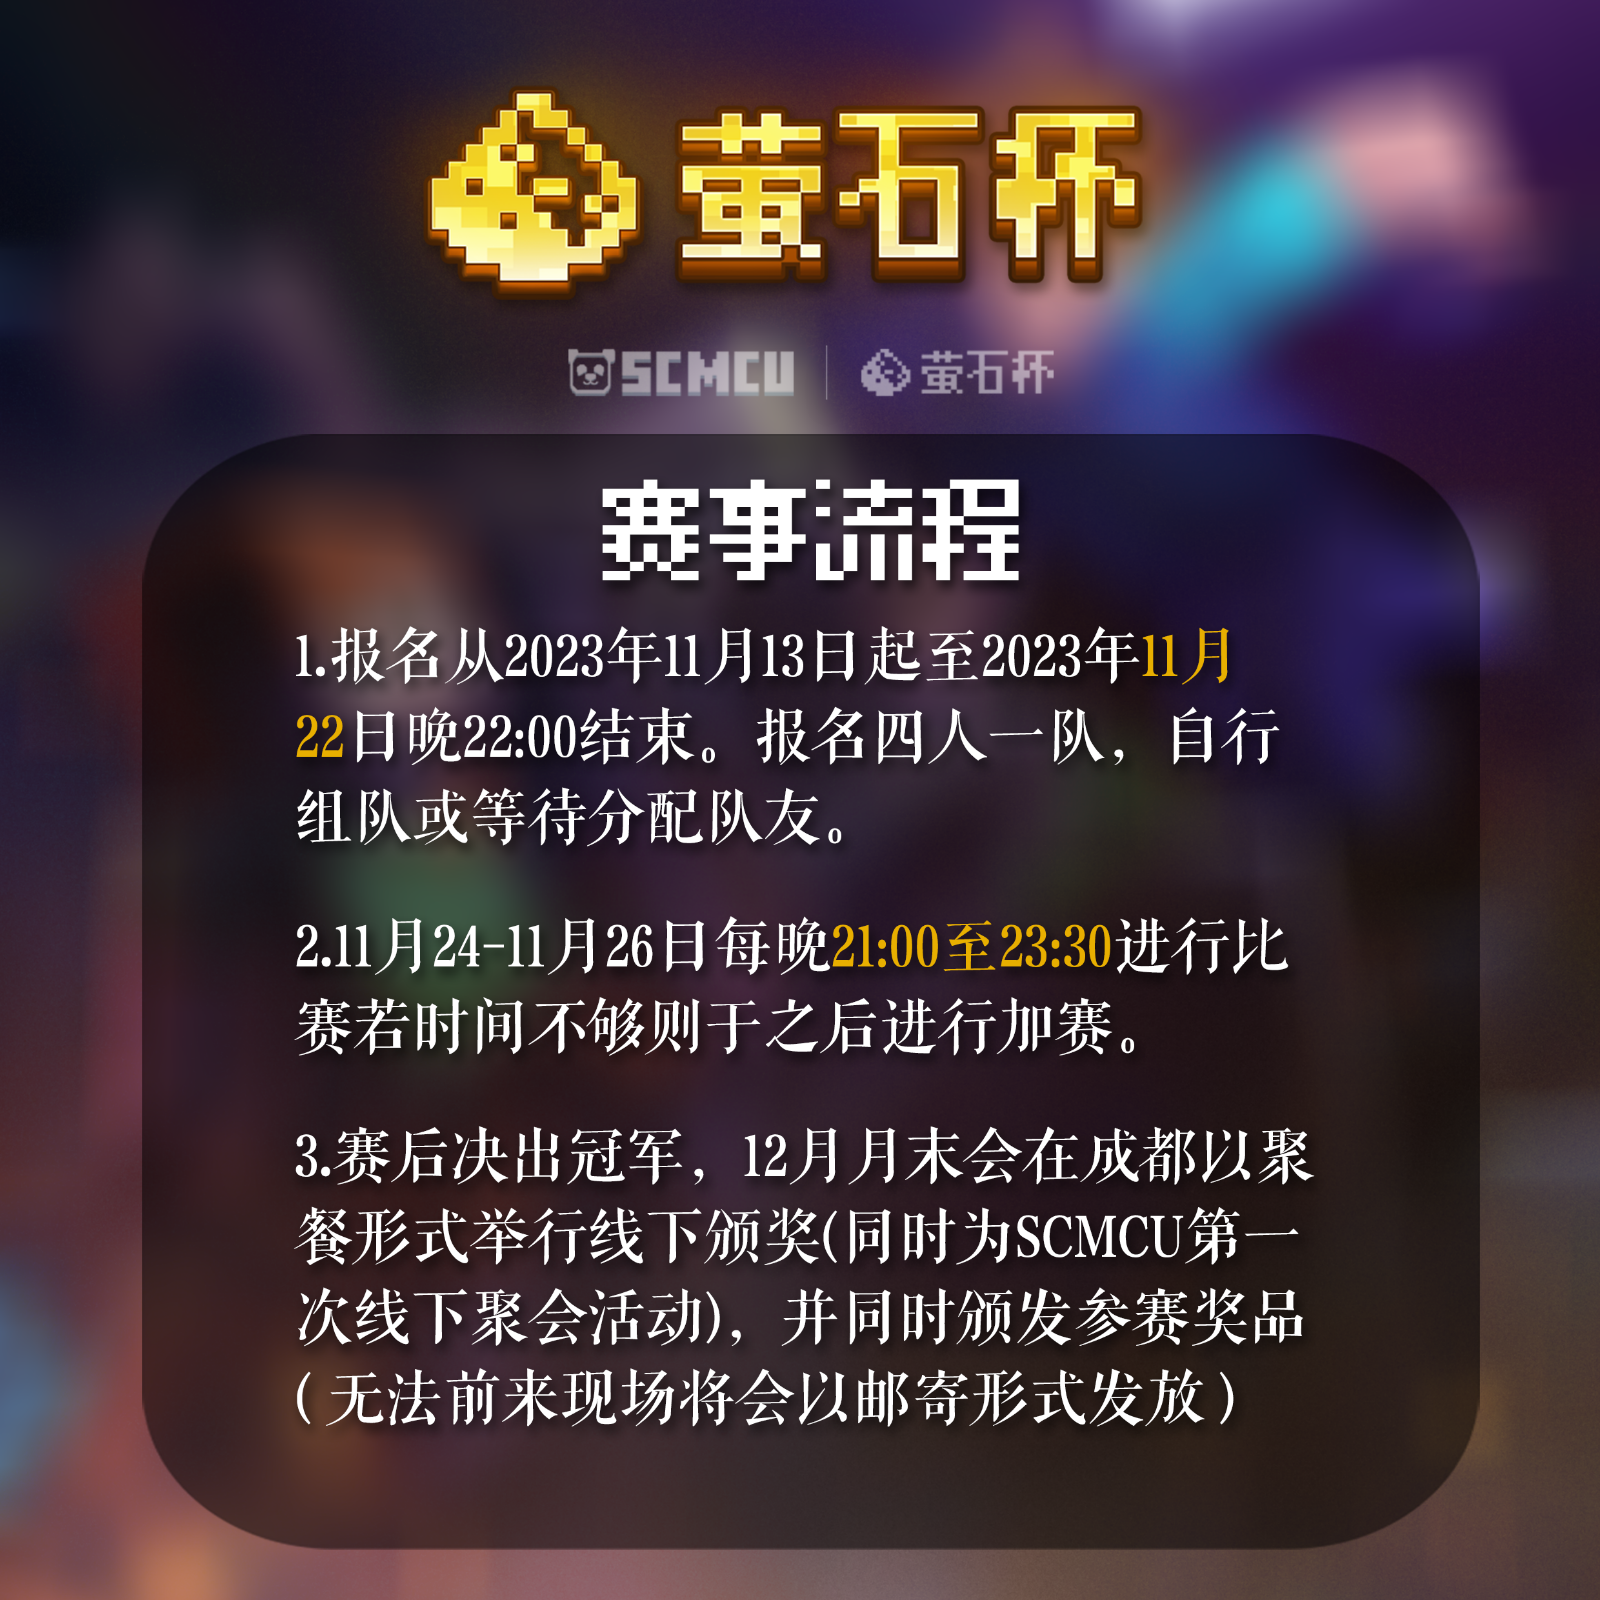 萤石杯
SCMCU 萤石杯
赛事流程
1.报名从2023年11月13日起至2023年11月
22日晚22:00结束。报名四人一队，自行
组队或等待分配队友。
2.11月24-11月26日每晚21:00至23:30进行比
赛若时间不够则于之后进行加赛。
3.赛后决出冠军，12月月末会在成都以聚
餐形式举行线下颁奖(同时为SCMCU第一
次线下聚会活动)，并同时颁发参赛奖品
（无法前来现场将会以邮寄形式发放）